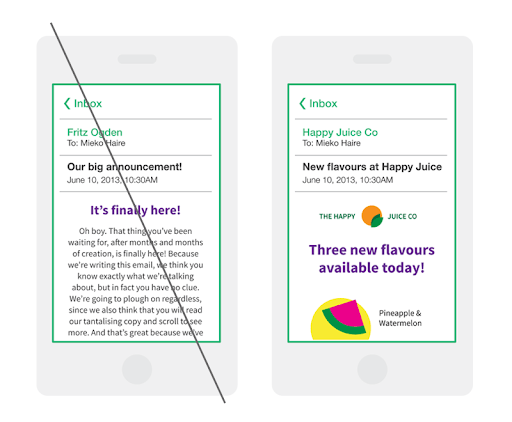 Inbox
Fritz Ogden
To: Mieko Haire
Our big announcement!
June 10, 2013, 10:30AM
It's finally here!
Oh boy. That thing you've been
waiting for, after months and months
of creation, is finally here! Because
we're writing this email, we think you
know exactly what we're talking
about, but in fact you have no clue.
We're going to plough on regardless,
since we also think that you will read
our tantalising copy and scroll to see
more. And that's great because we've
Inbox
Happy Juice Co
To: Mieko Haire
New flavours at Happy Juice
June 10, 2013, 10:30AM
THE HAPPY JUICE CO
Three new flavours
available today!
Pineapple &
Watermelon